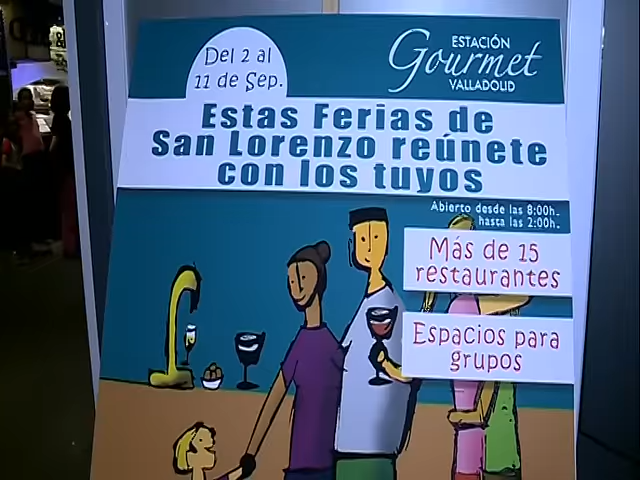 Del 2 al
11 de Sep.
ESTACIÓN
Gourmet
VALLADOLID
Estas Ferias de
San Lorenzo reúnete
con los tuyos
Abierto desde las 8:00h.
hasta las 2:00h.
Más de 15
restaurantes
Espacios para
grupos